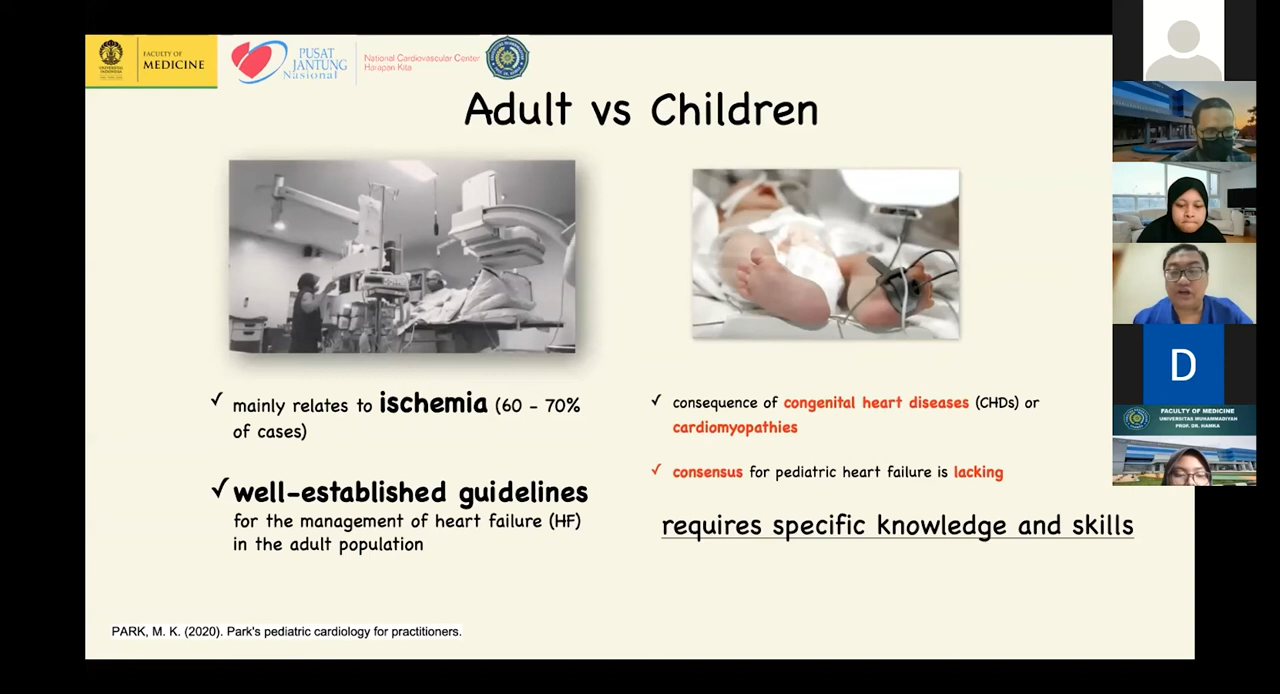 FACULTY OF
MEDICINE
UNIVERSITAS
INDONESIA
PUSAT
JANTUNG
Nasional
National Cardiovascular Center
Harapan Kita
Adult vs Children
✓ mainly relates to ischemia (60 - 70%
of cases)
✓ well-established guidelines
for the management of heart failure (HF)
in the adult population
✓ consequence of congenital heart diseases (CHDs) or
cardiomyopathies
✓ consensus for pediatric heart failure is lacking
requires specific knowledge and skills
PARK, M. K. (2020). Park's pediatric cardiology for practitioners.
D
FACULTY OF MEDICINE
UNIVERSITAS MUHAMMADIYAH
PROF. DR. HAMKA